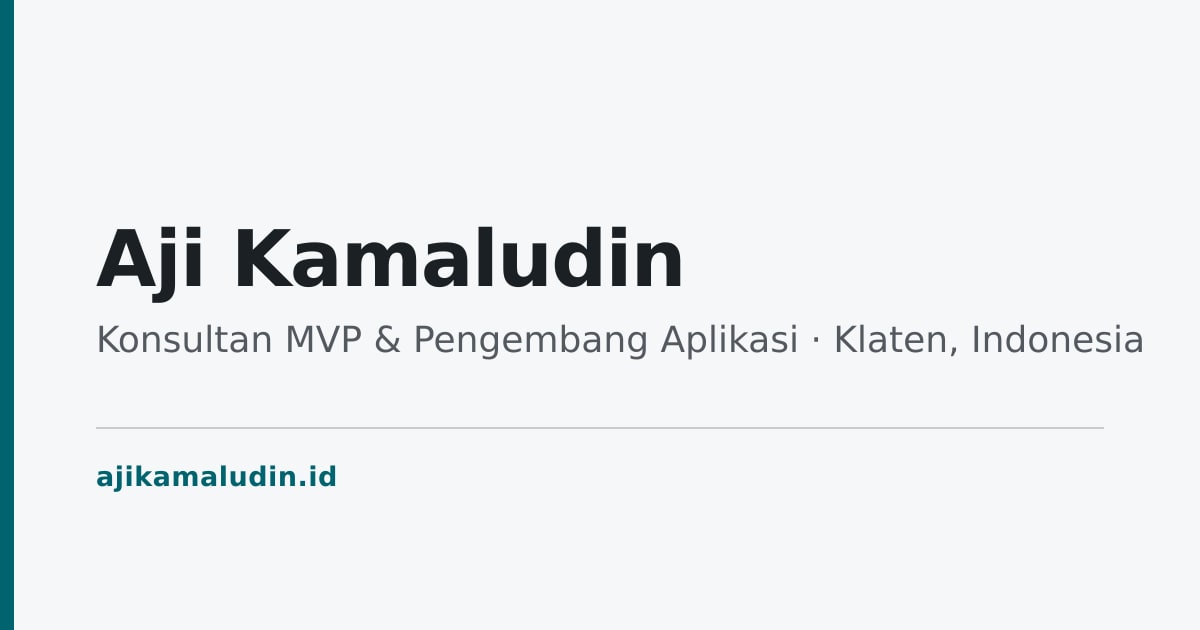 Aji Kamaludin
Konsultan MVP & Pengembang Aplikasi · Klaten, Indonesia
ajikamaludin.id